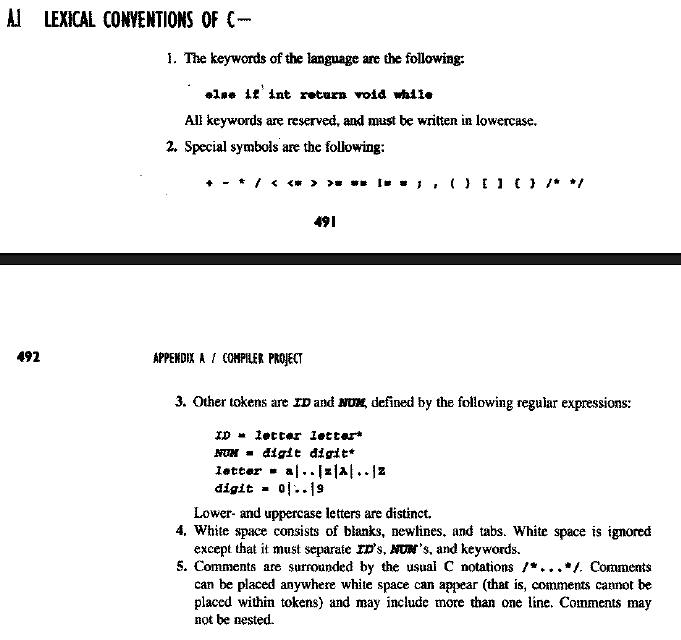 A.1 LEXICAL CONVENTIONS OF C—
1. The keywords of the language are the following:
else if int return void while
All keywords are reserved, and must be written in lowercase.
2. Special symbols are the following:
+ - * / < <= > >= == != = ; , ( ) [ ] { } /* */
491
492 APPENDIX A / COMPILER PROJECT
3. Other tokens are ID and NUM, defined by the following regular expressions:
ID = letter letter*
NUM = digit digit*
letter = a|..|z|A|..|Z
digit = 0|..|9
Lower- and uppercase letters are distinct.
4. White space consists of blanks, newlines, and tabs. White space is ignored
except that it must separate ID's, NUM's, and keywords.
5. Comments are surrounded by the usual C notations /*...*/. Comments
can be placed anywhere white space can appear (that is, comments cannot be
placed within tokens) and may include more than one line. Comments may
not be nested.